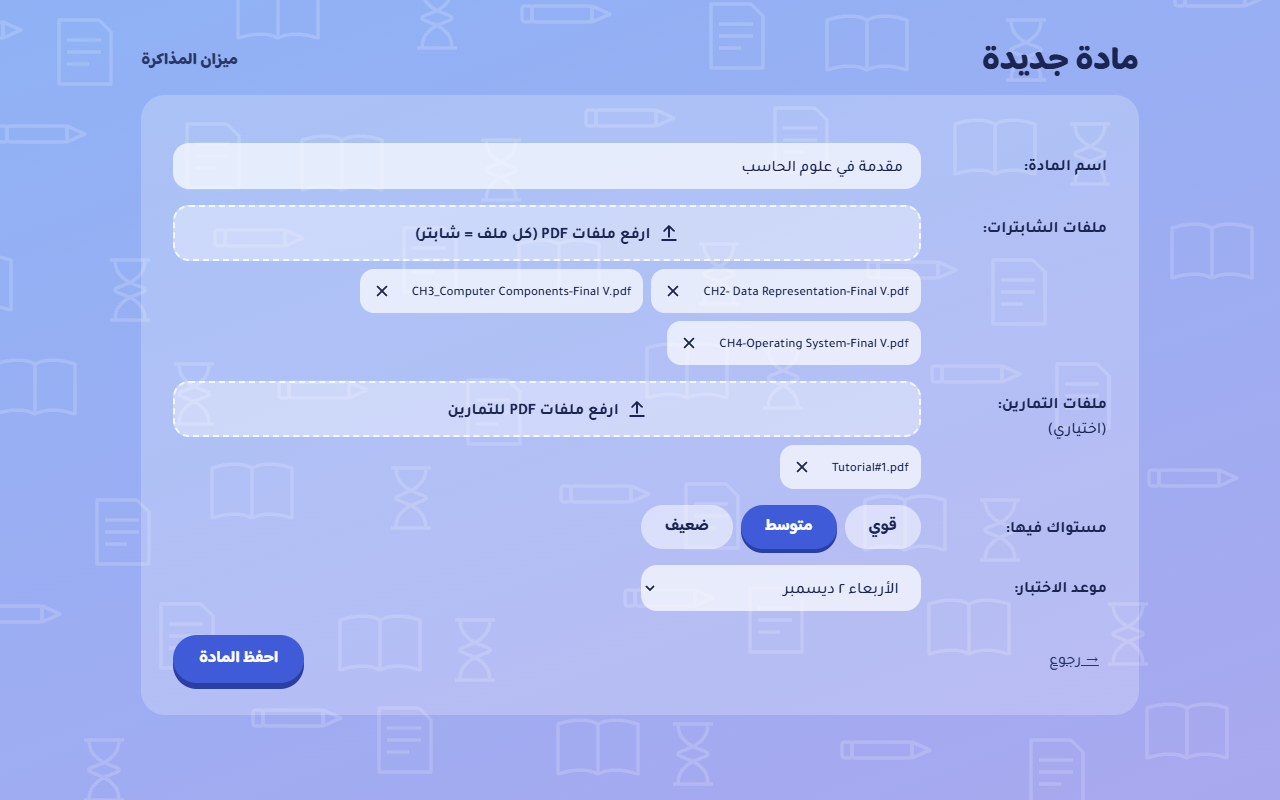 مادة جديدة
ميزان المذاكرة
اسم المادة:
مقدمة في علوم الحاسب
ملفات الشابترات:
ارفع ملفات PDF (كل ملف = شابتر)
CH2- Data Representation-Final V.pdf
CH3_Computer Components-Final V.pdf
CH4-Operating System-Final V.pdf
ملفات التمارين:
(اختياري)
ارفع ملفات PDF للتمارين
Tutorial#1.pdf
مستواك فيها:
قوي
متوسط
ضعيف
موعد الاختبار:
الأربعاء ٢ ديسمبر
→ رجوع
احفظ المادة